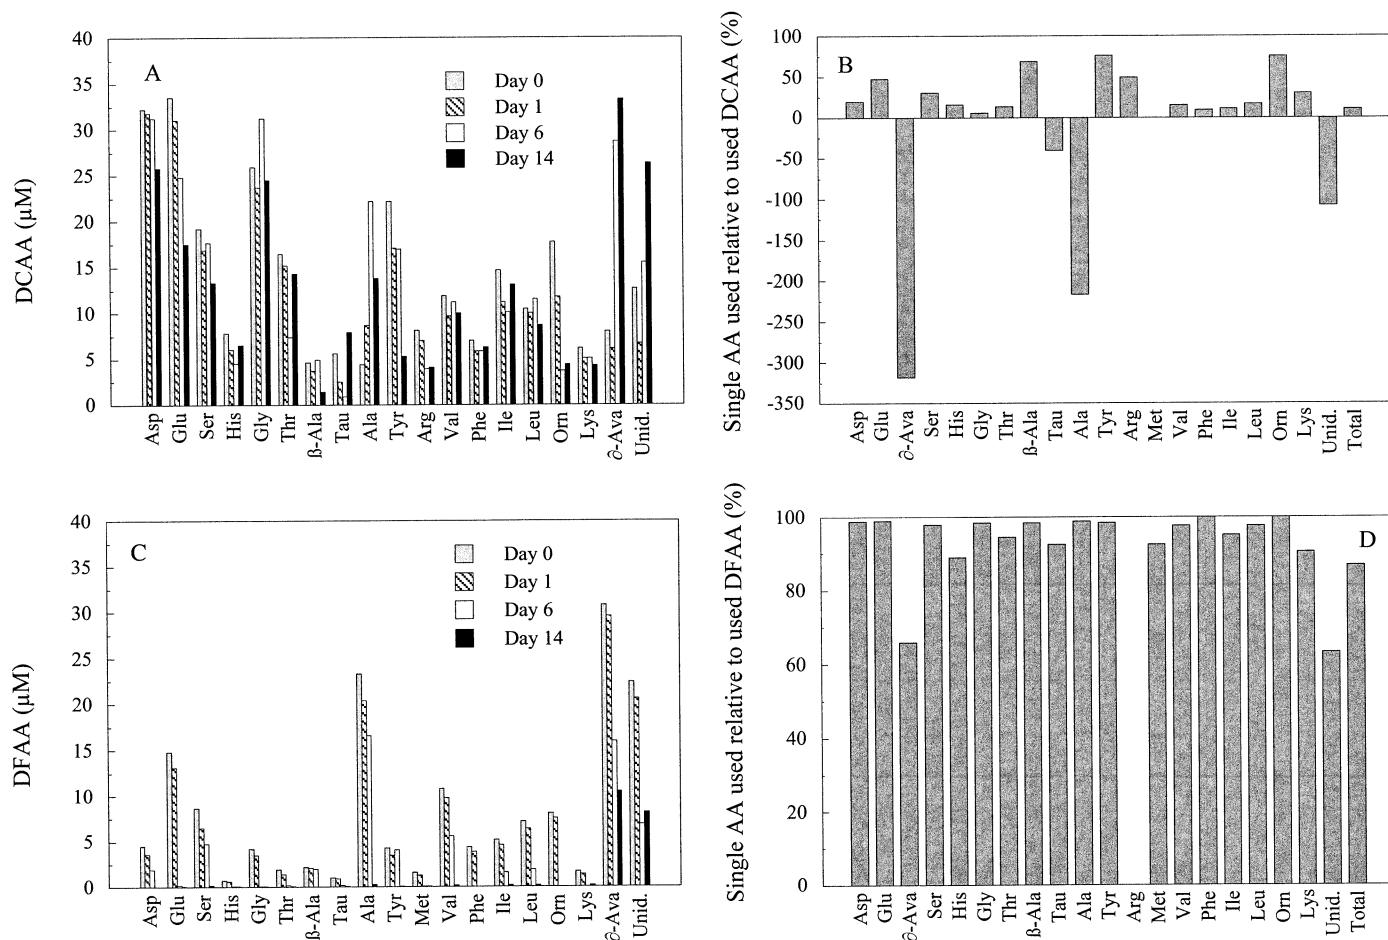 A
DCAA (µM)
40
35
30
25
20
15
10
5
0
Day 0
Day 1
Day 6
Day 14
Asp
Glu
Ser
His
Gly
Thr
ß-Ala
Tau
Ala
Tyr
Arg
Val
Phe
Ile
Leu
Orn
Lys
∂-Ava
Unid.
B
Single AA used relative to used DCAA (%)
100
50
0
-50
-100
-150
-200
-250
-300
-350
Asp
Glu
∂-Ava
Ser
His
Gly
Thr
ß-Ala
Tau
Ala
Tyr
Arg
Met
Val
Phe
Ile
Leu
Orn
Lys
Unid.
Total
C
DFAA (µM)
40
35
30
25
20
15
10
5
0
Day 0
Day 1
Day 6
Day 14
Asp
Glu
Ser
His
Gly
Thr
ß-Ala
Tau
Ala
Tyr
Met
Val
Phe
Ile
Leu
Orn
Lys
∂-Ava
Unid.
D
Single AA used relative to used DFAA (%)
100
80
60
40
20
0
Asp
Glu
∂-Ava
Ser
His
Gly
Thr
ß-Ala
Tau
Ala
Tyr
Arg
Met
Val
Phe
Ile
Leu
Orn
Lys
Unid.
Total